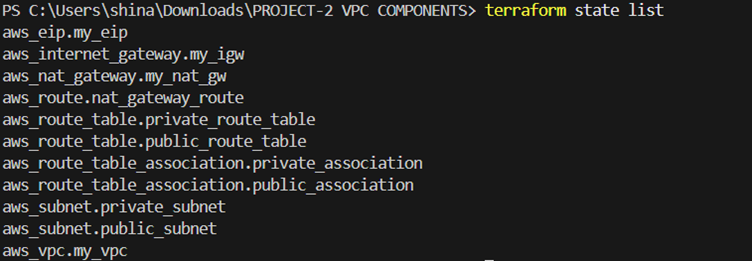 PS C:\Users\shina\Downloads\PROJECT-2 VPC COMPONENTS> terraform state list
aws_eip.my_eip
aws_internet_gateway.my_igw
aws_nat_gateway.my_nat_gw
aws_route.nat_gateway_route
aws_route_table.private_route_table
aws_route_table.public_route_table
aws_route_table_association.private_association
aws_route_table_association.public_association
aws_subnet.private_subnet
aws_subnet.public_subnet
aws_vpc.my_vpc